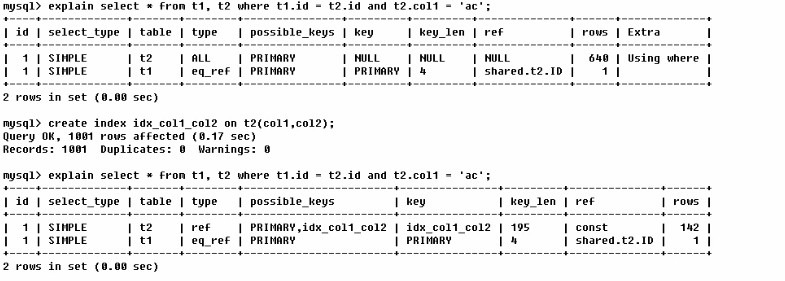 mysql> explain select * from t1, t2 where t1.id = t2.id and t2.col1 = 'ac';
+----+-------------+-------+--------+---------------+---------+---------+--------------+------+-------------+
| id | select_type | table | type   | possible_keys | key     | key_len | ref          | rows | Extra       |
+----+-------------+-------+--------+---------------+---------+---------+--------------+------+-------------+
|  1 | SIMPLE      | t2    | ALL    | PRIMARY       | NULL    | NULL    | NULL         |  640 | Using where |
|  1 | SIMPLE      | t1    | eq_ref | PRIMARY       | PRIMARY | 4       | shared.t2.ID |    1 |             |
+----+-------------+-------+--------+---------------+---------+---------+--------------+------+-------------+
2 rows in set (0.00 sec)
mysql> create index idx_col1_col2 on t2(col1,col2);
Query OK, 1001 rows affected (0.17 sec)
Records: 1001  Duplicates: 0  Warnings: 0
mysql> explain select * from t1, t2 where t1.id = t2.id and t2.col1 = 'ac';
+----+-------------+-------+--------+-----------------------+---------------+---------+--------------+------+
| id | select_type | table | type   | possible_keys         | key           | key_len | ref          | rows |
+----+-------------+-------+--------+-----------------------+---------------+---------+--------------+------+
|  1 | SIMPLE      | t2    | ref    | PRIMARY,idx_col1_col2 | idx_col1_col2 | 195     | const        |  142 |
|  1 | SIMPLE      | t1    | eq_ref | PRIMARY               | PRIMARY       | 4       | shared.t2.ID |    1 |
+----+-------------+-------+--------+-----------------------+---------------+---------+--------------+------+
2 rows in set (0.00 sec)